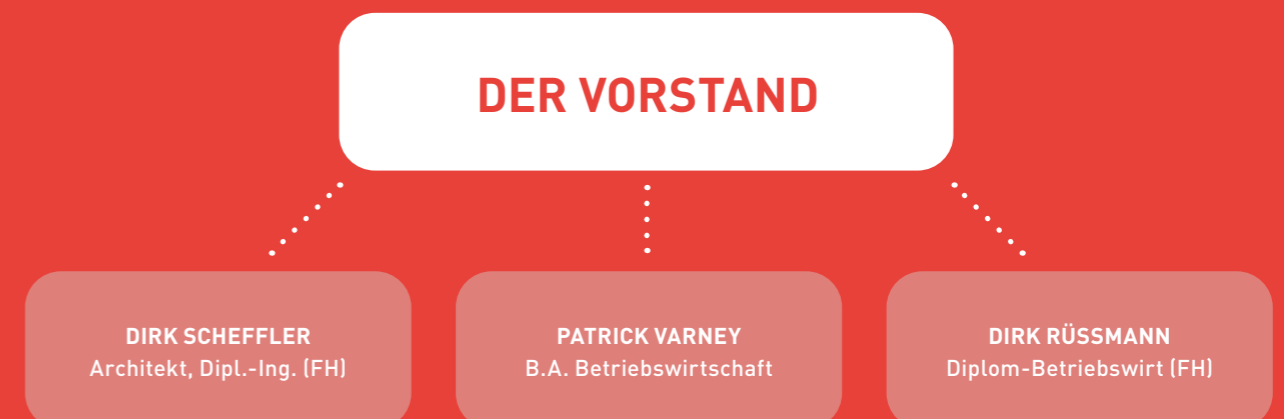 DER VORSTAND
DIRK SCHEFFLER
Architekt, Dipl.-Ing. (FH)
PATRICK VARNEY
B.A. Betriebswirtschaft
DIRK RÜSSMANN
Diplom-Betriebswirt (FH)